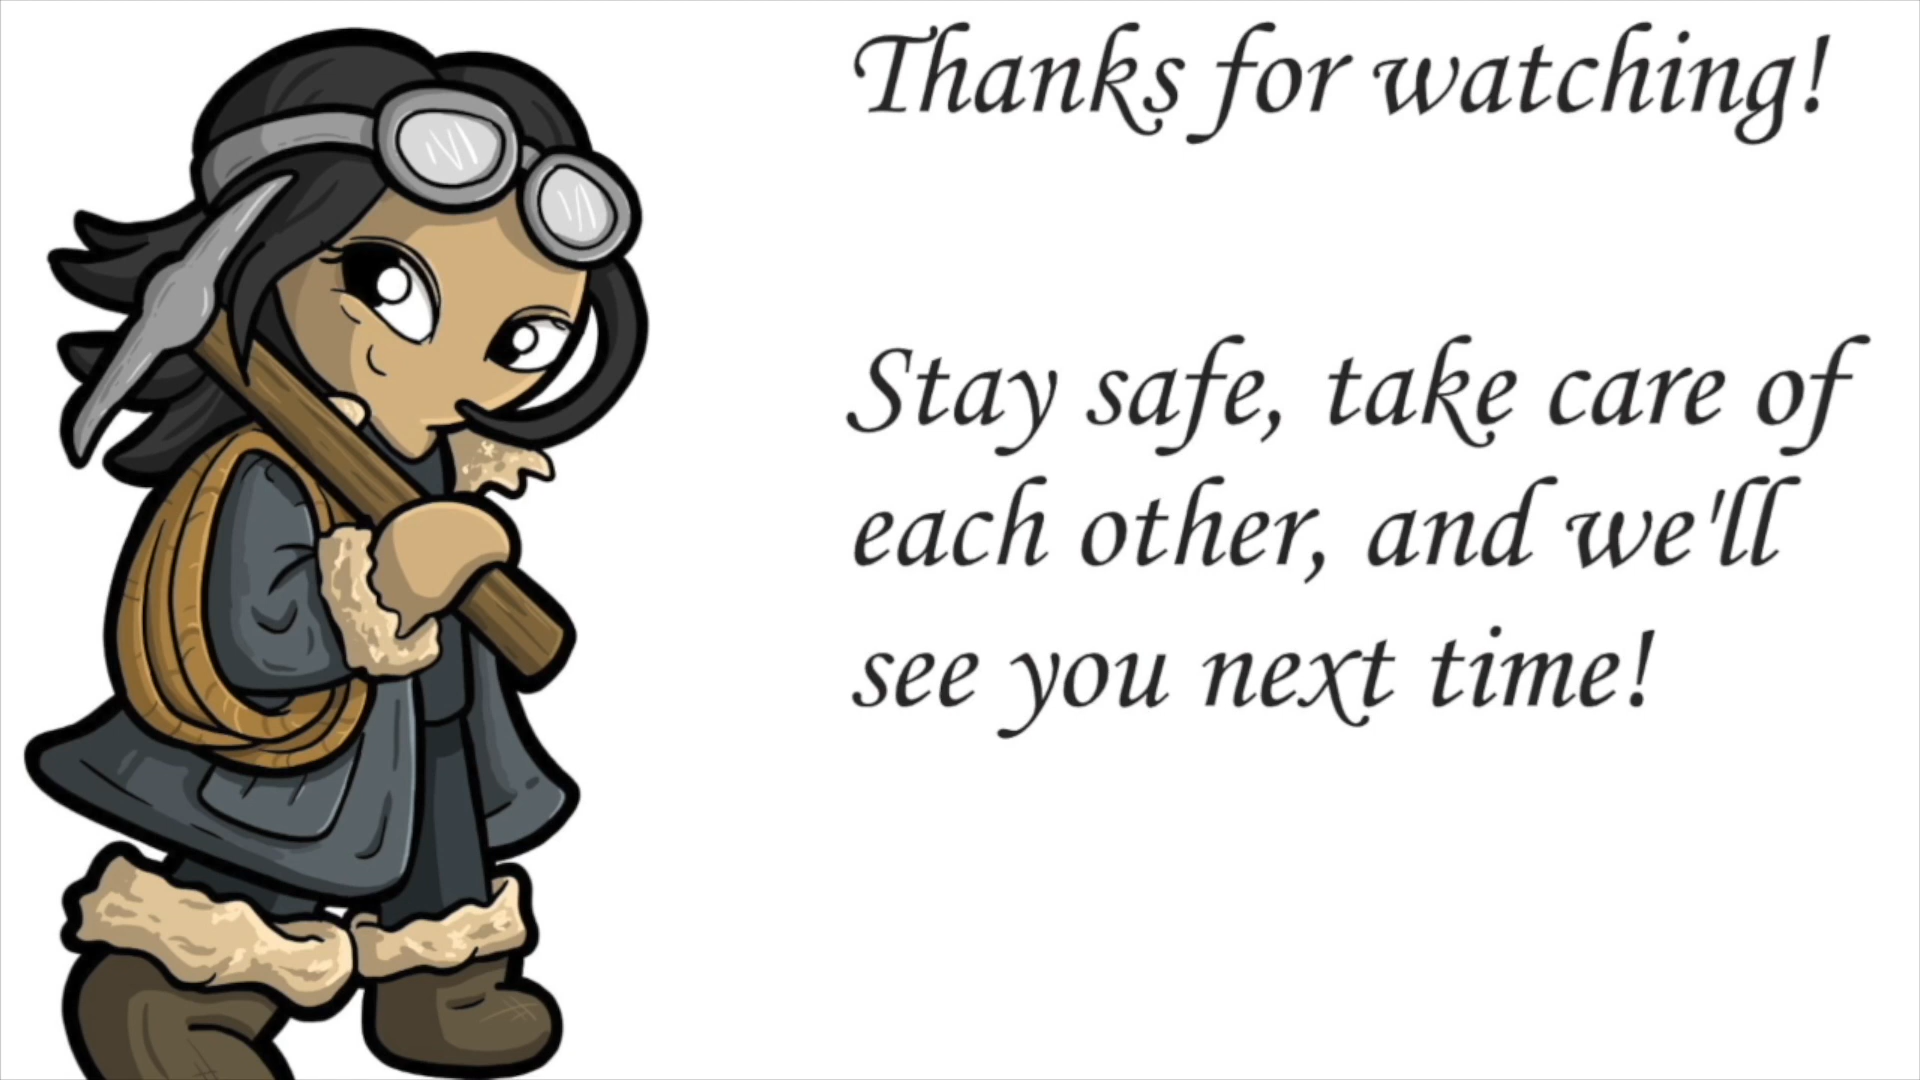 Thanks for watching!
Stay safe, take care of
each other, and we'll
see you next time!